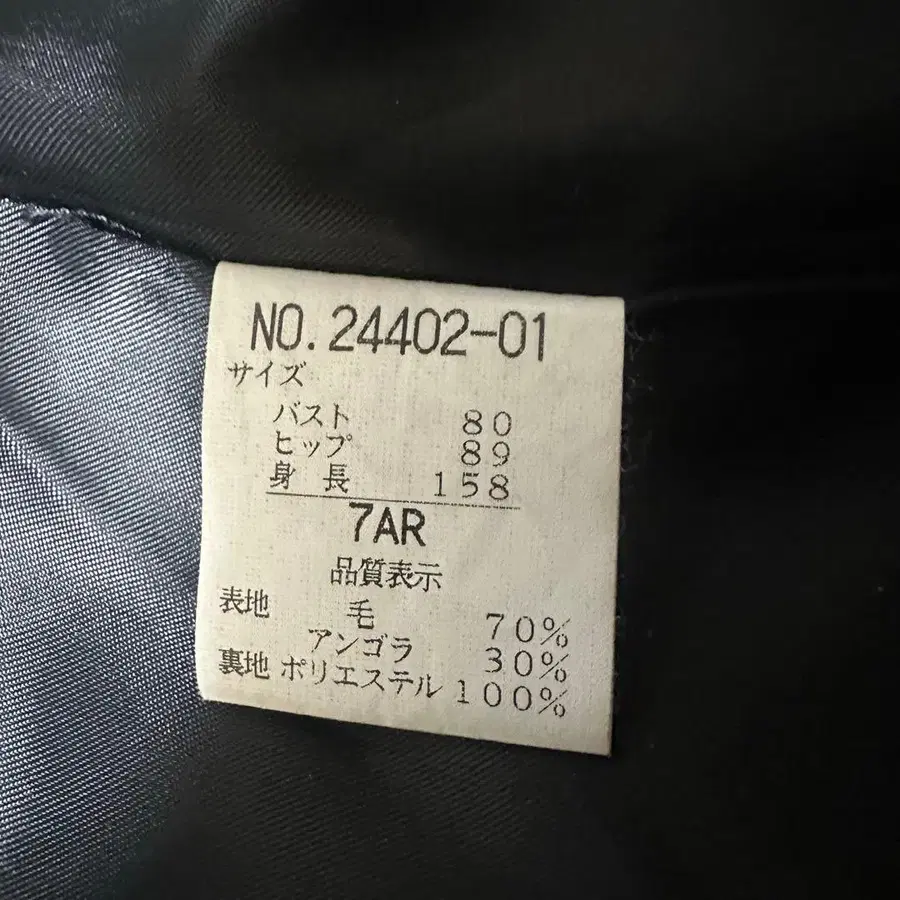 NO. 24402-01
サイズ
バスト 80
ヒップ 89
身長 158
7AR
品質表示
表地 毛 70%
アンゴラ 30%
裏地 ポリエステル 100%